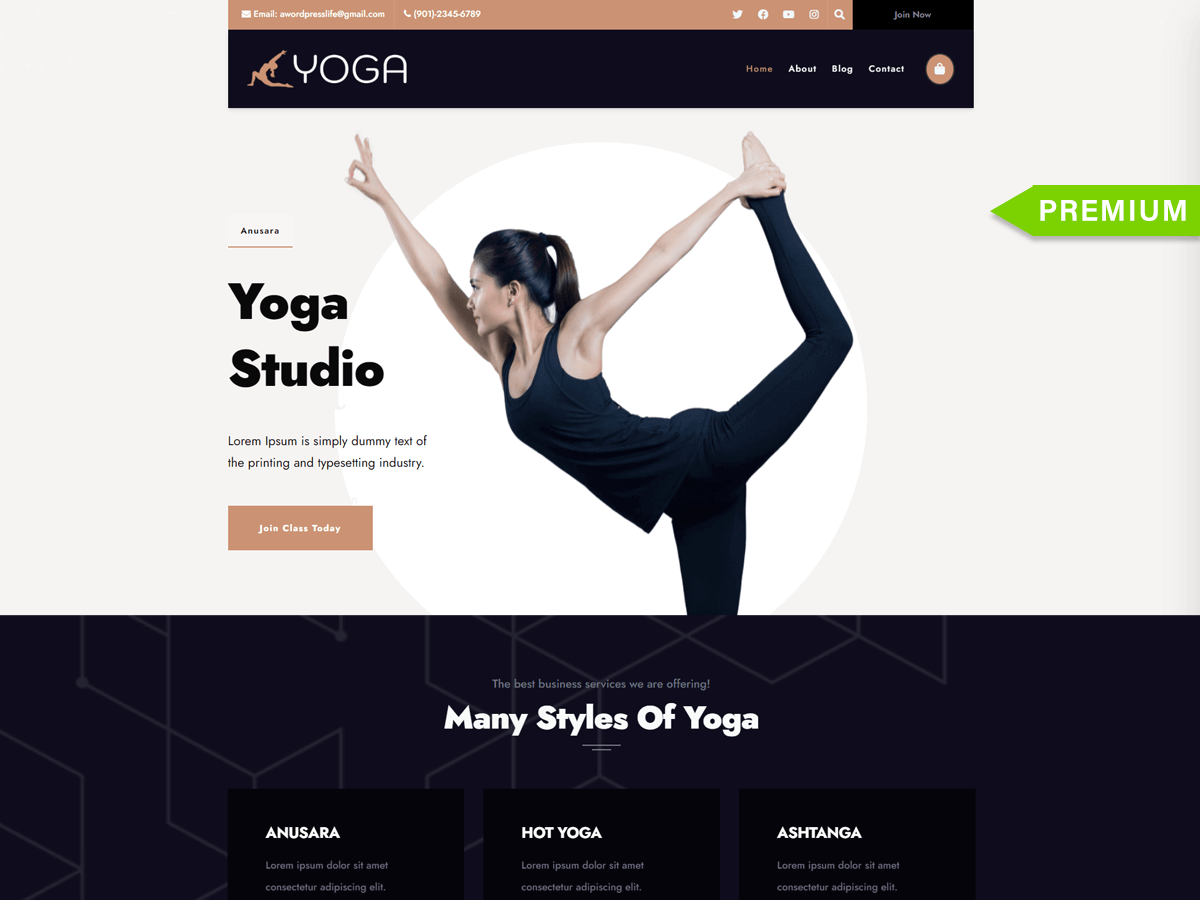 Email: awordpresslife@gmail.com (901)-2345-6789 Join Now
YOGA Home About Blog Contact
PREMIUM
Anusara
Yoga
Studio
Lorem Ipsum is simply dummy text of
the printing and typesetting industry.
Join Class Today
The best business services we are offering!
Many Styles Of Yoga
ANUSARA
Lorem ipsum dolor sit amet
consectetur adipiscing elit.
HOT YOGA
Lorem ipsum dolor sit amet
consectetur adipiscing elit.
ASHTANGA
Lorem ipsum dolor sit amet
consectetur adipiscing elit.